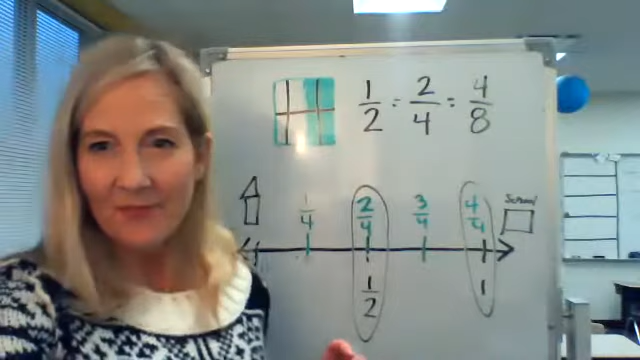 1/2 = 2/4 = 4/8
School
1/4 2/4 3/4 4/4
1/2 1